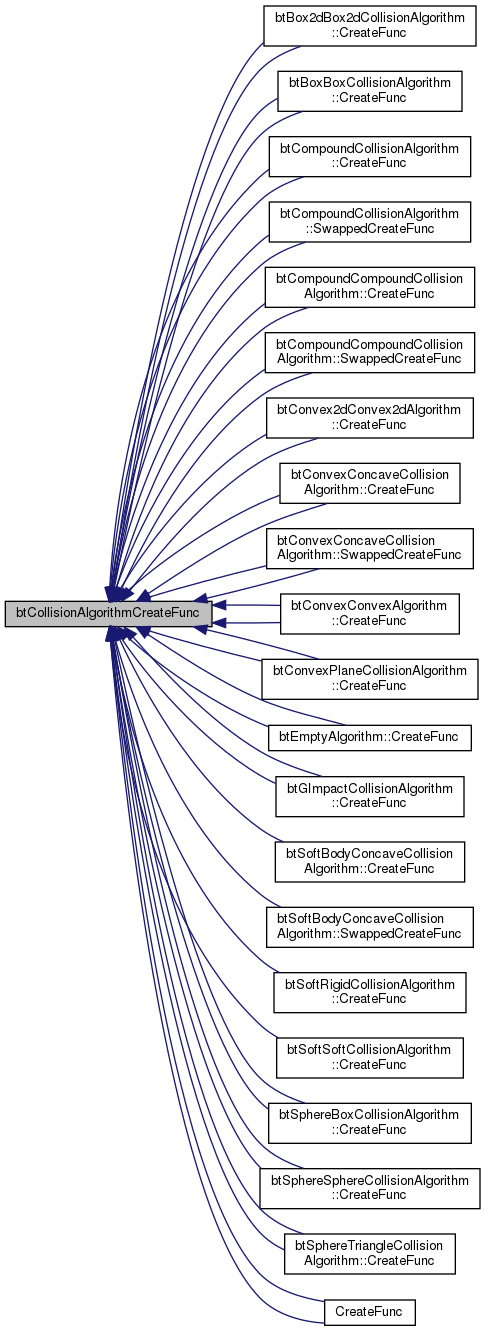 btBox2dBox2dCollisionAlgorithm
::CreateFunc
btBoxBoxCollisionAlgorithm
::CreateFunc
btCompoundCollisionAlgorithm
::CreateFunc
btCompoundCollisionAlgorithm
::SwappedCreateFunc
btCompoundCompoundCollision
Algorithm::CreateFunc
btCompoundCompoundCollision
Algorithm::SwappedCreateFunc
btConvex2dConvex2dAlgorithm
::CreateFunc
btConvexConcaveCollision
Algorithm::CreateFunc
btConvexConcaveCollision
Algorithm::SwappedCreateFunc
btCollisionAlgorithmCreateFunc
btConvexConvexAlgorithm
::CreateFunc
btConvexPlaneCollisionAlgorithm
::CreateFunc
btEmptyAlgorithm::CreateFunc
btGImpactCollisionAlgorithm
::CreateFunc
btSoftBodyConcaveCollision
Algorithm::CreateFunc
btSoftBodyConcaveCollision
Algorithm::SwappedCreateFunc
btSoftRigidCollisionAlgorithm
::CreateFunc
btSoftSoftCollisionAlgorithm
::CreateFunc
btSphereBoxCollisionAlgorithm
::CreateFunc
btSphereSphereCollisionAlgorithm
::CreateFunc
btSphereTriangleCollision
Algorithm::CreateFunc
CreateFunc